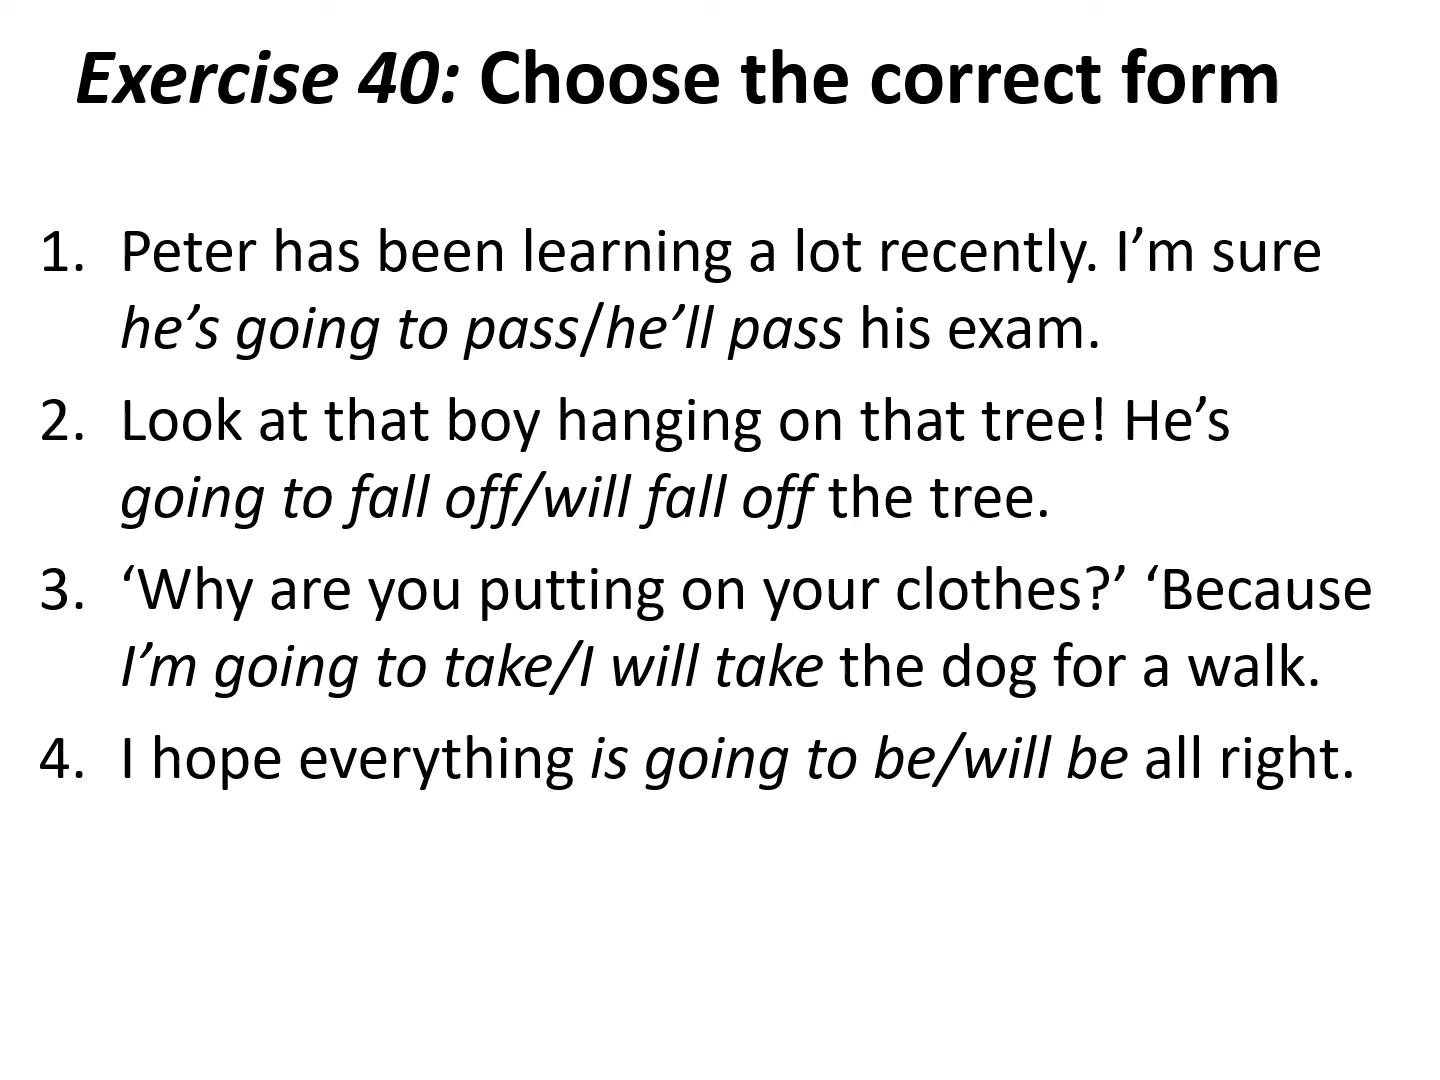 Exercise 40: Choose the correct form
1. Peter has been learning a lot recently. I’m sure
he’s going to pass/he’ll pass his exam.
2. Look at that boy hanging on that tree! He’s
going to fall off/will fall off the tree.
3. ‘Why are you putting on your clothes?’ ‘Because
I’m going to take/I will take the dog for a walk.
4. I hope everything is going to be/will be all right.